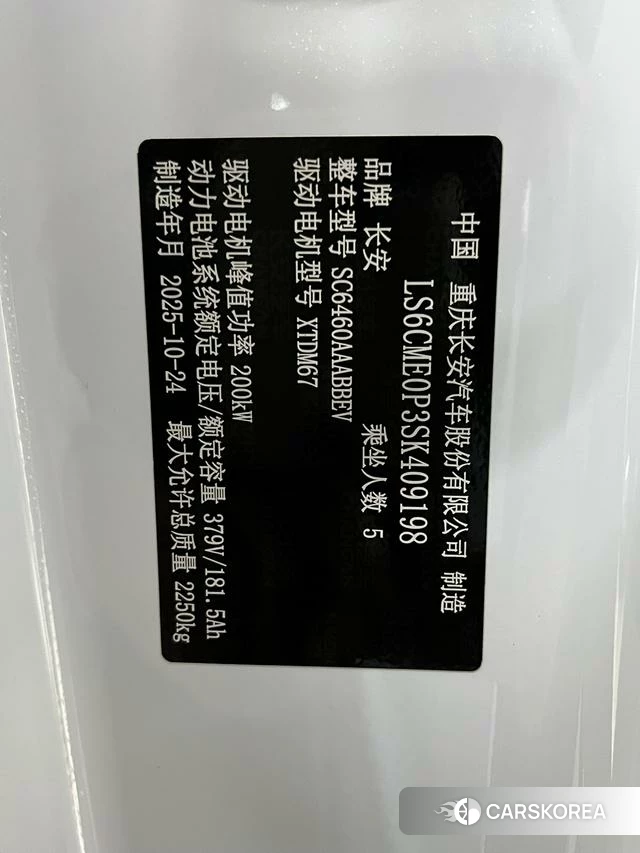 中国 重庆长安汽车股份有限公司 制造
LS6CME0P3SK409198
品牌 长安 乘坐人数 5
整车型号 SC6460AAABBEV
驱动电机型号 XTDM67
驱动电机峰值功率 200kW
动力电池系统额定电压/额定容量 379V/181.5Ah
制造年月 2025-10-24 最大允许总质量 2250kg
CARSKOREA